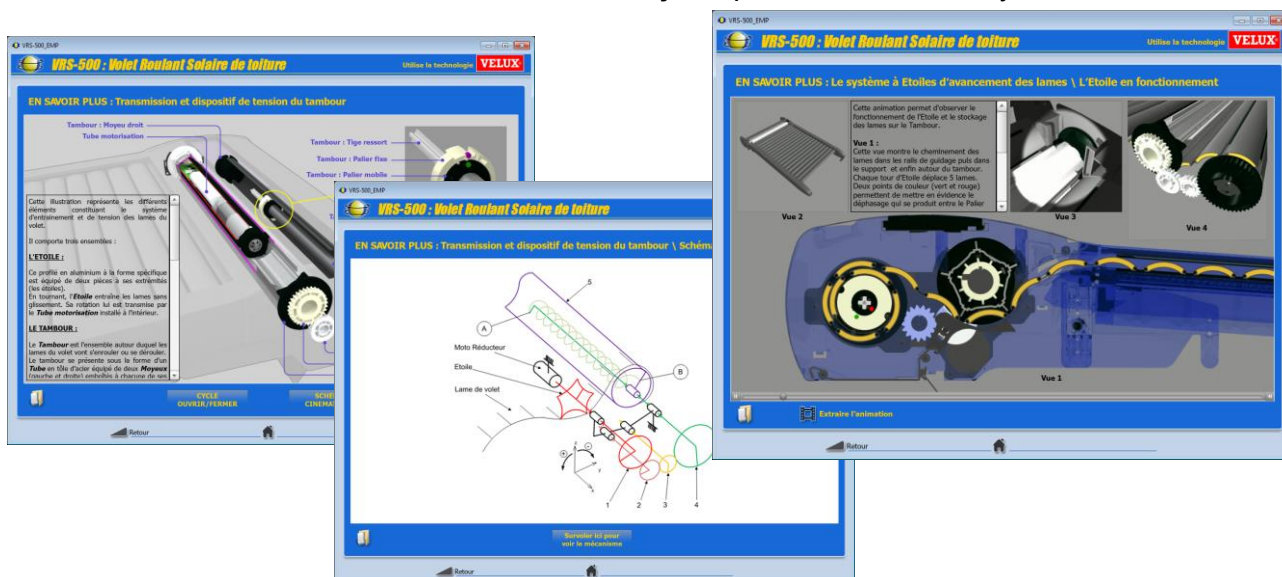 VRS-500_EMP
VRS-500 : Volet Roulant Solaire de toiture
Utilise la technologie VELUX
EN SAVOIR PLUS : Transmission et dispositif de tension du tambour
Tambour : Moyeu droit
Tube motorisation
Tambour : Tige ressort
Tambour : Palier fixe
Tambour : Palier mobile
Cette illustration représente les différents
éléments constituant le système
d'entrainement et de tension des lames du
volet.
Il comporte trois ensembles :
L'ETOILE :
Ce profilé en aluminium à la forme spécifique
est équipé de deux pièces à ses extrémités
(les étoiles).
En tournant, l'Etoile entraîne les lames sans
glissement. Sa rotation lui est transmise par
le Tube motorisation installé à l'intérieur.
LE TAMBOUR :
Le Tambour est l'ensemble autour duquel les
lames du volet vont s'enrouler ou se dérouler.
Le tambour se présente sous la forme d'un
Tube en tôle d'acier équipé de deux Moyeux
(gauche et droite) emboîtés à chacune de ses
CYCLE
OUVRIR/FERMER
SCHE
CINEMA
Retour
VRS-500_EMP
VRS-500 : Volet Roulant Solaire de toiture
EN SAVOIR PLUS : Transmission et dispositif de tension du tambour \ Schéma
5
A
Moto Réducteur
B
Etoile
Lame de volet
z
y
x
+
-
1
2
3
4
Survoler ici pour
voir le mécanisme
Retour
VRS-500_EMP
VRS-500 : Volet Roulant Solaire de toiture
Utilise la technologie VELUX
EN SAVOIR PLUS : Le système à Etoiles d'avancement des lames \ L'Etoile en fonctionnement
Cette animation permet d'observer le
fonctionnement de l'Etoile et le stockage
des lames sur le Tambour.
Vue 1 :
Cette vue montre le cheminement des
lames dans les rails de guidage puis dans
le support et enfin autour du tambour.
Chaque tour d'Etoile déplace 5 lames.
Deux points de couleur (vert et rouge)
permettent de mettre en évidence le
déphasage qui se produit entre le Palier
Vue 2
Vue 3
Vue 4
Vue 1
Extraire l'animation
Retour